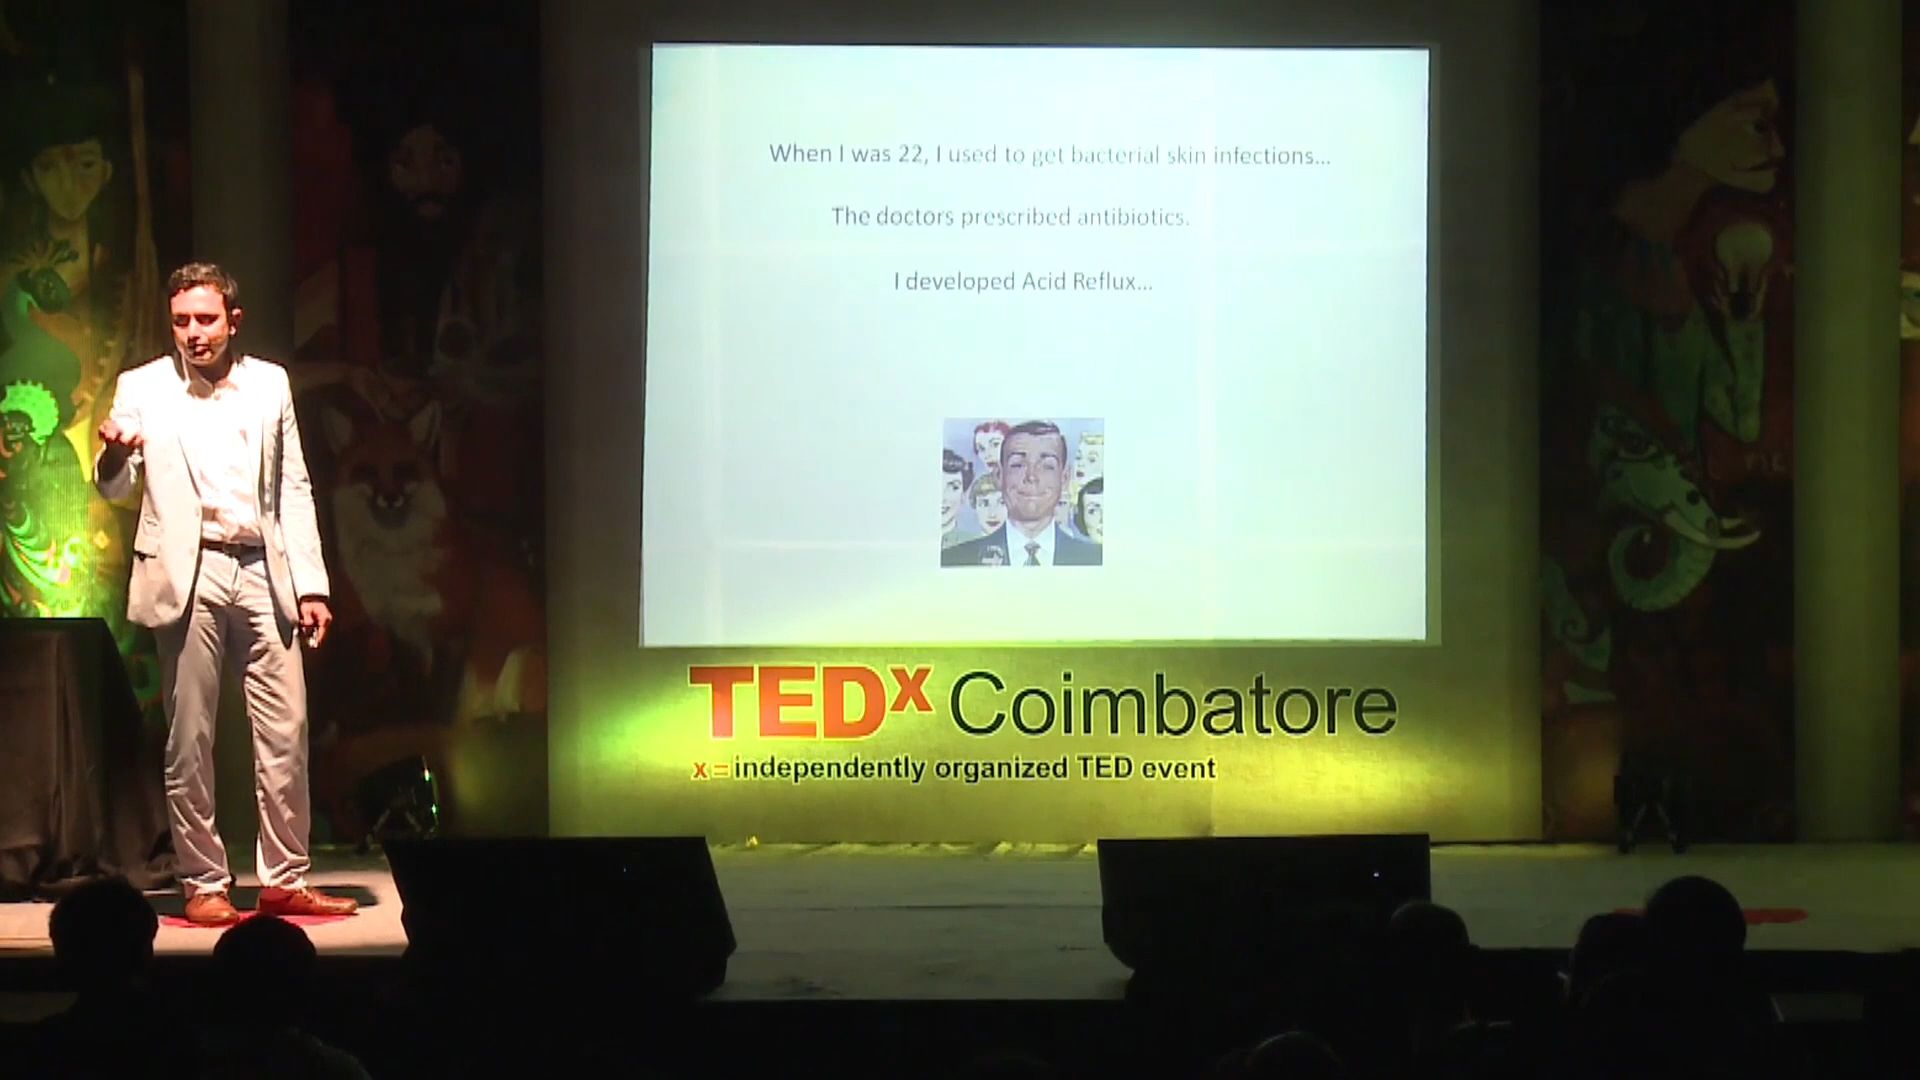 When I was 22, I used to get bacterial skin infections...
The doctors prescribed antibiotics.
I developed Acid Reflux...
TEDx Coimbatore
x = independently organized TED event